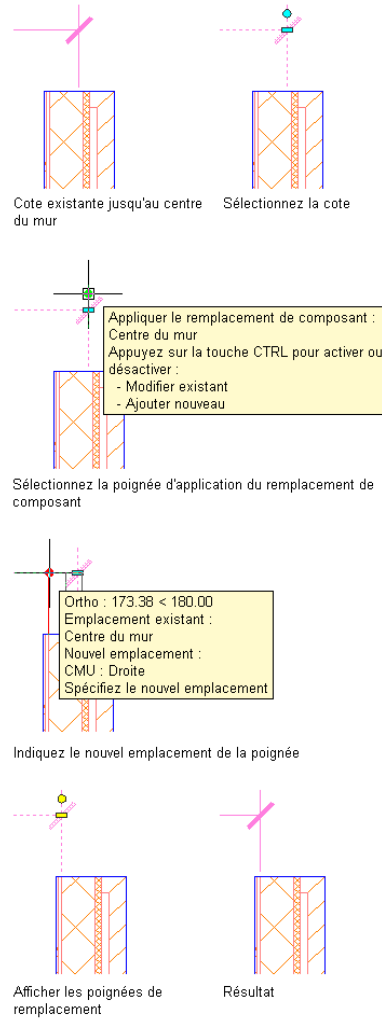 Cote existante jusqu'au centre
du mur
Sélectionnez la cote
Appliquer le remplacement de composant :
Centre du mur
Appuyez sur la touche CTRL pour activer ou
désactiver :
- Modifier existant
- Ajouter nouveau
Sélectionnez la poignée d'application du remplacement de
composant
Ortho : 173.38 < 180.00
Emplacement existant :
Centre du mur
Nouvel emplacement :
CMU : Droite
Spécifiez le nouvel emplacement
Indiquez le nouvel emplacement de la poignée
Afficher les poignées de
remplacement
Résultat